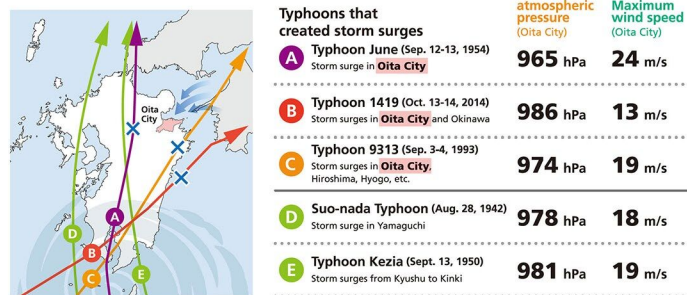 Oita
City
A
D
B
C
E
Typhoons that
created storm surges
atmospheric
pressure
(Oita City)
Maximum
wind speed
(Oita City)
A Typhoon June (Sep. 12-13, 1954) 965 hPa 24 m/s
Storm surge in Oita City
B Typhoon 1419 (Oct. 13-14, 2014) 986 hPa 13 m/s
Storm surges in Oita City and Okinawa
C Typhoon 9313 (Sep. 3-4, 1993) 974 hPa 19 m/s
Storm surges in Oita City,
Hiroshima, Hyogo, etc.
D Suo-nada Typhoon (Aug. 28, 1942) 978 hPa 18 m/s
Storm surge in Yamaguchi
E Typhoon Kezia (Sept. 13, 1950) 981 hPa 19 m/s
Storm surges from Kyushu to Kinki